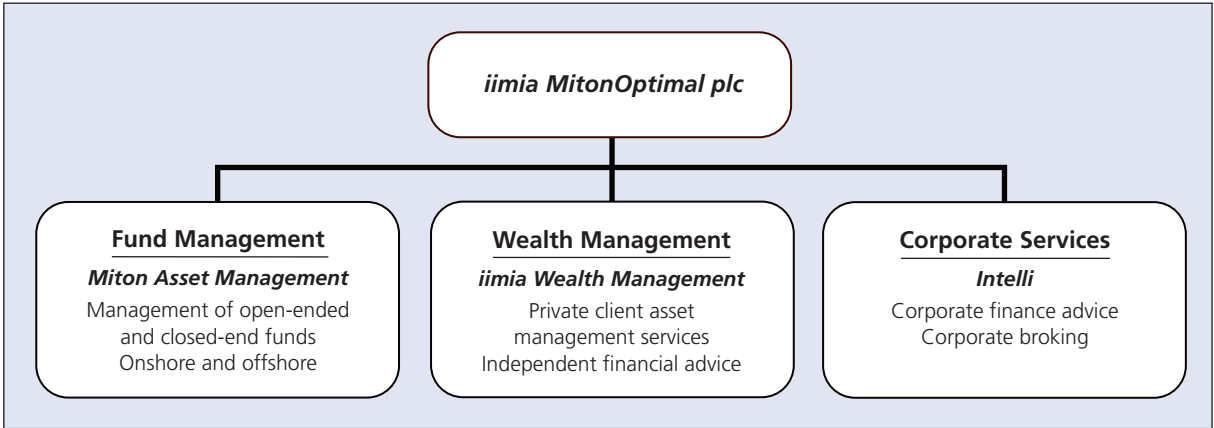 iimia MitonOptimal plc
Fund Management
Miton Asset Management
Management of open-ended
and closed-end funds
Onshore and offshore
Wealth Management
iimia Wealth Management
Private client asset
management services
Independent financial advice
Corporate Services
Intelli
Corporate finance advice
Corporate broking